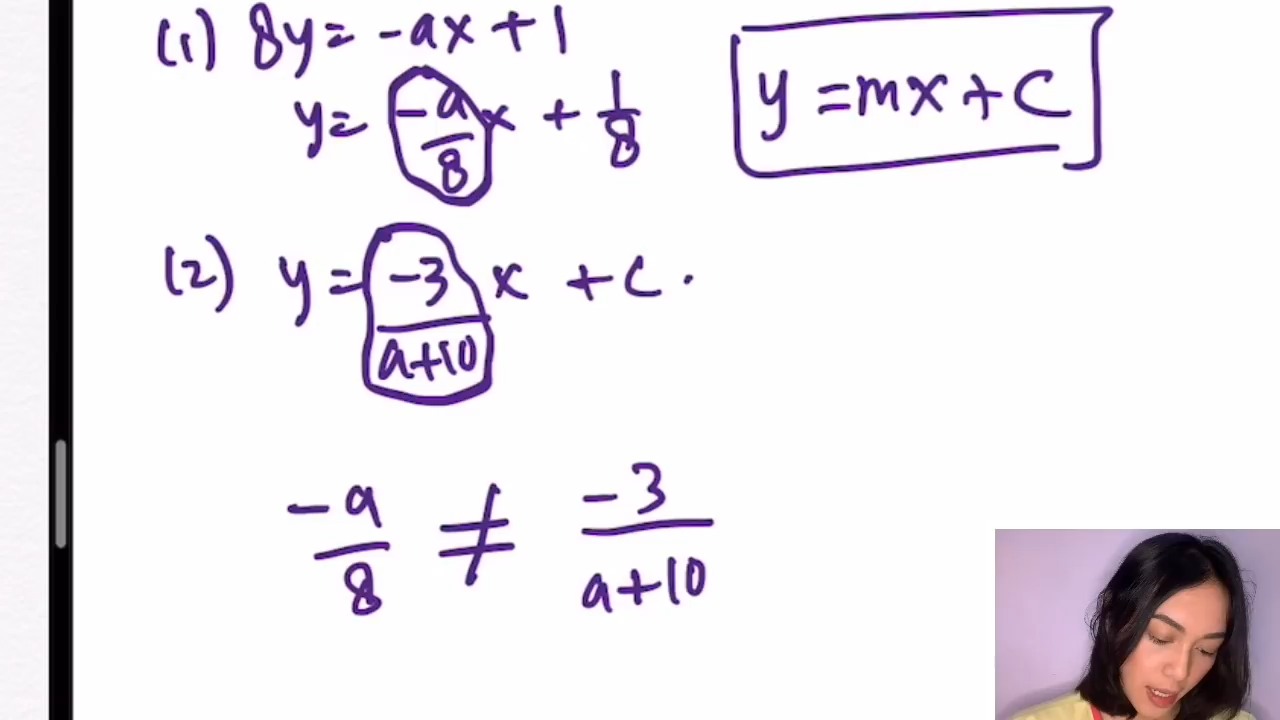 (1) 8y = -ax + 1
y = -a/8 x + 1/8
y = mx + c
(2) y = -3/a+10 x + c.
-a/8 ≠ -3/a+10